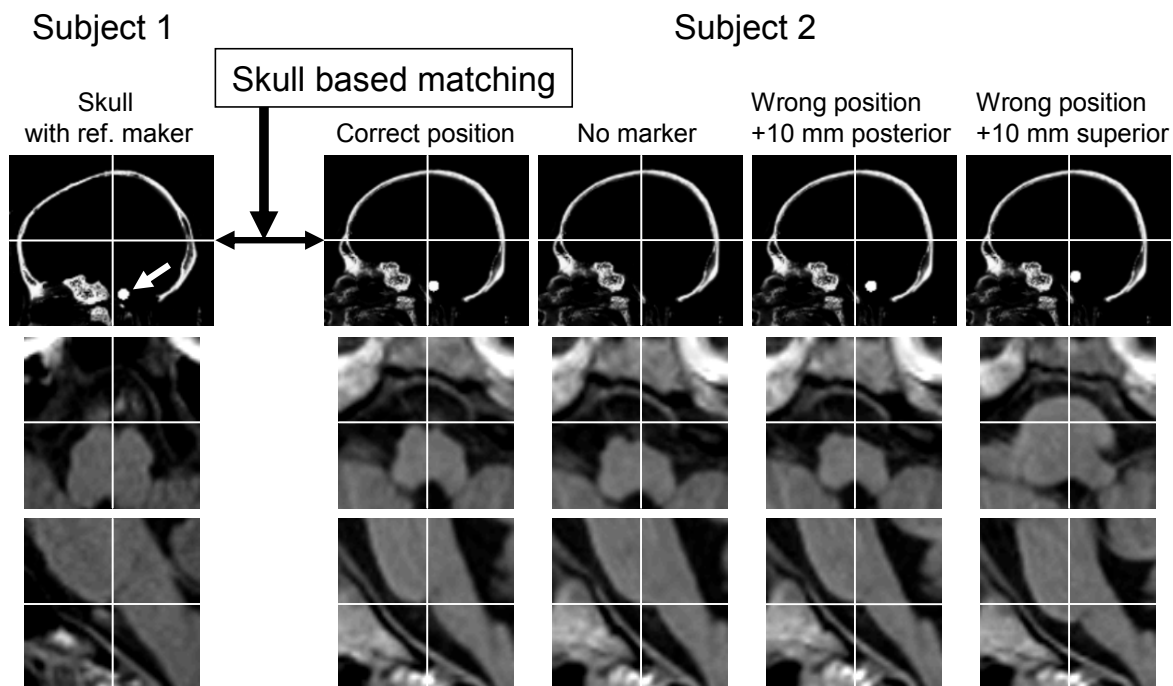 Subject 1
Subject 2
Skull based matching
Skull
with ref. maker
Correct position
No marker
Wrong position
+10 mm posterior
Wrong position
+10 mm superior